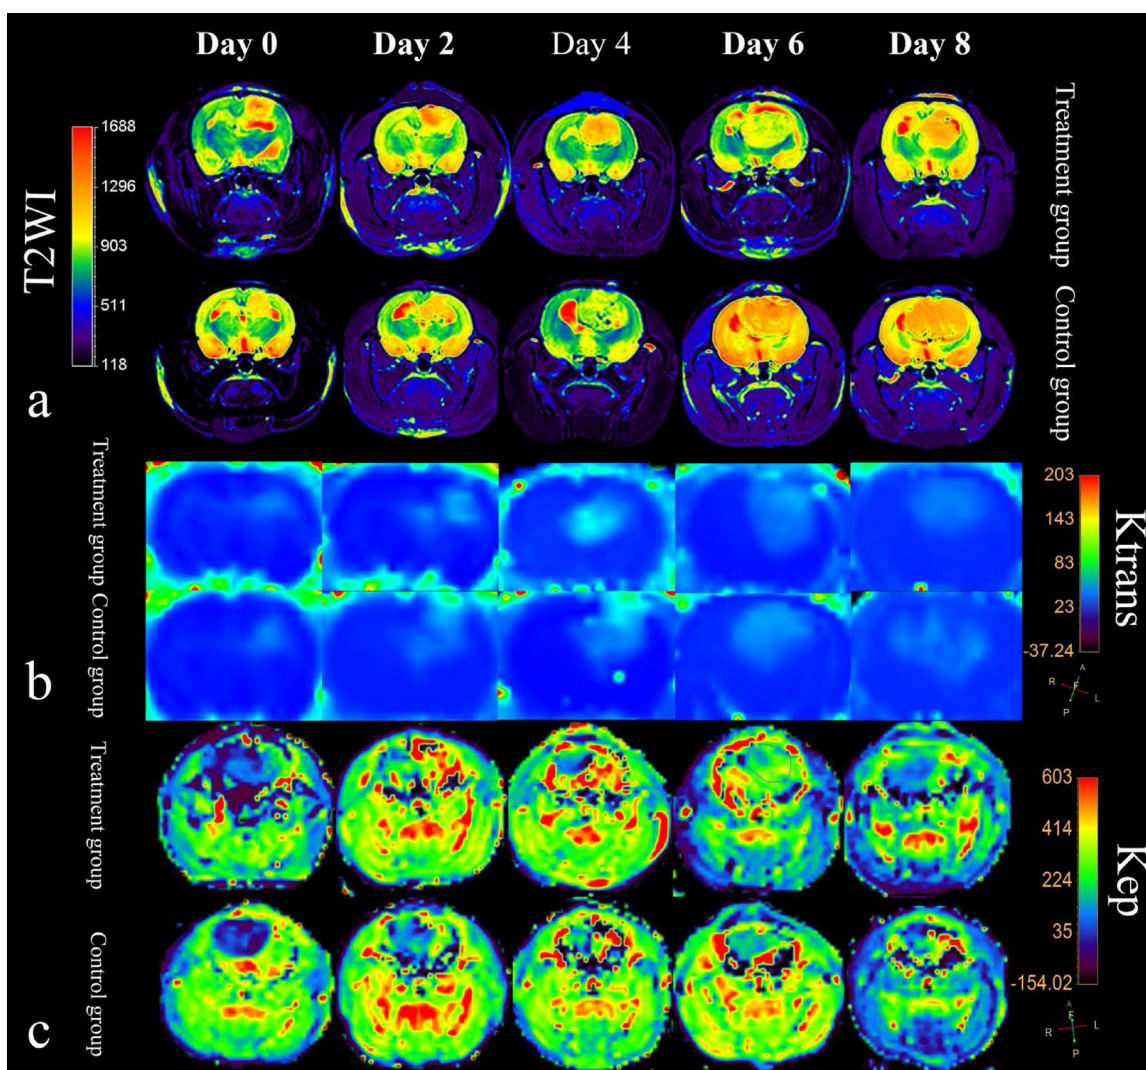 Day 0 Day 2 Day 4 Day 6 Day 8
T2WI
1688
1296
903
511
118
Treatment group
Control group
a
Treatment group
Control group
203
143
83
23
-37.24
Ktrans
A
R F L
P
b
Treatment group
Control group
603
414
224
35
-154.02
Kep
A
F
R L
P
c